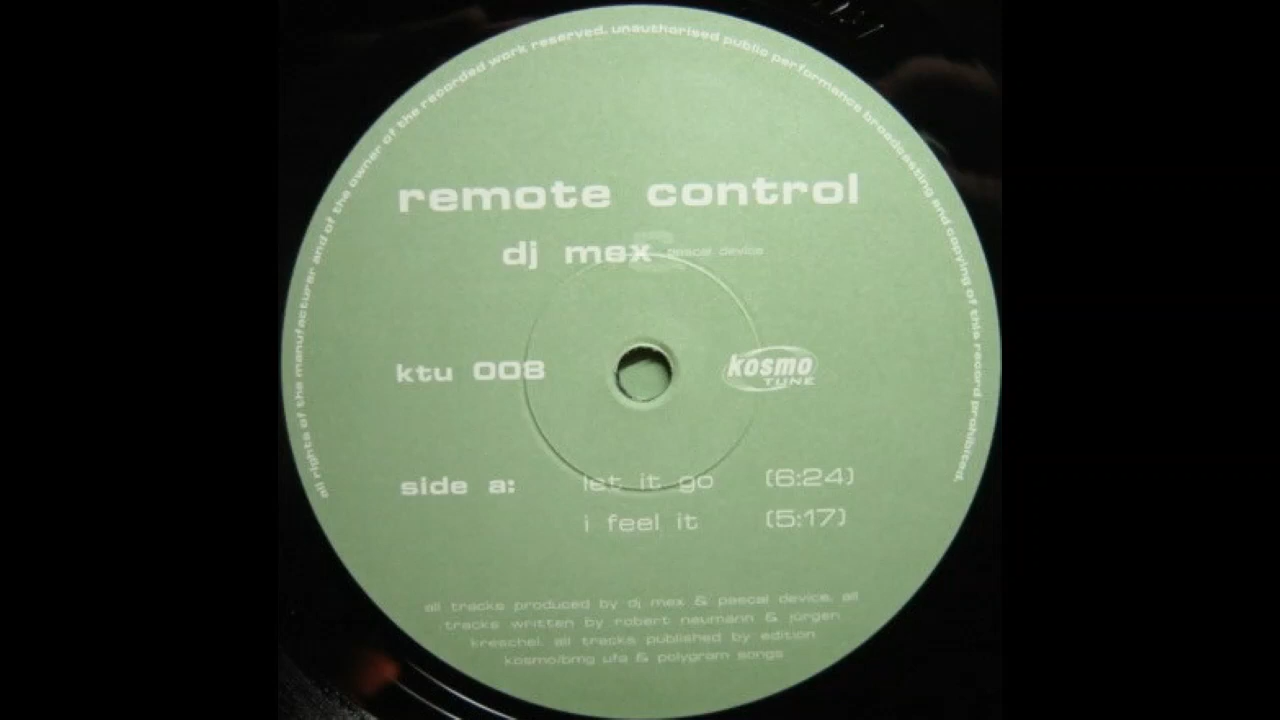 all rights of the manufacturer and of the owner of the recorded work reserved. unauthorised public performance broadcasting and copying of this record prohibited.
remote control
dj mex & pascal device
ktu 008
kosmo
TUNE
side a: let it go (6:24)
i feel it (5:17)
all tracks produced by dj mex & pascal device, all
tracks written by robert neumann & jürgen
kreschel. all tracks published by edition
kosmo/bmg ufa & polygram songs